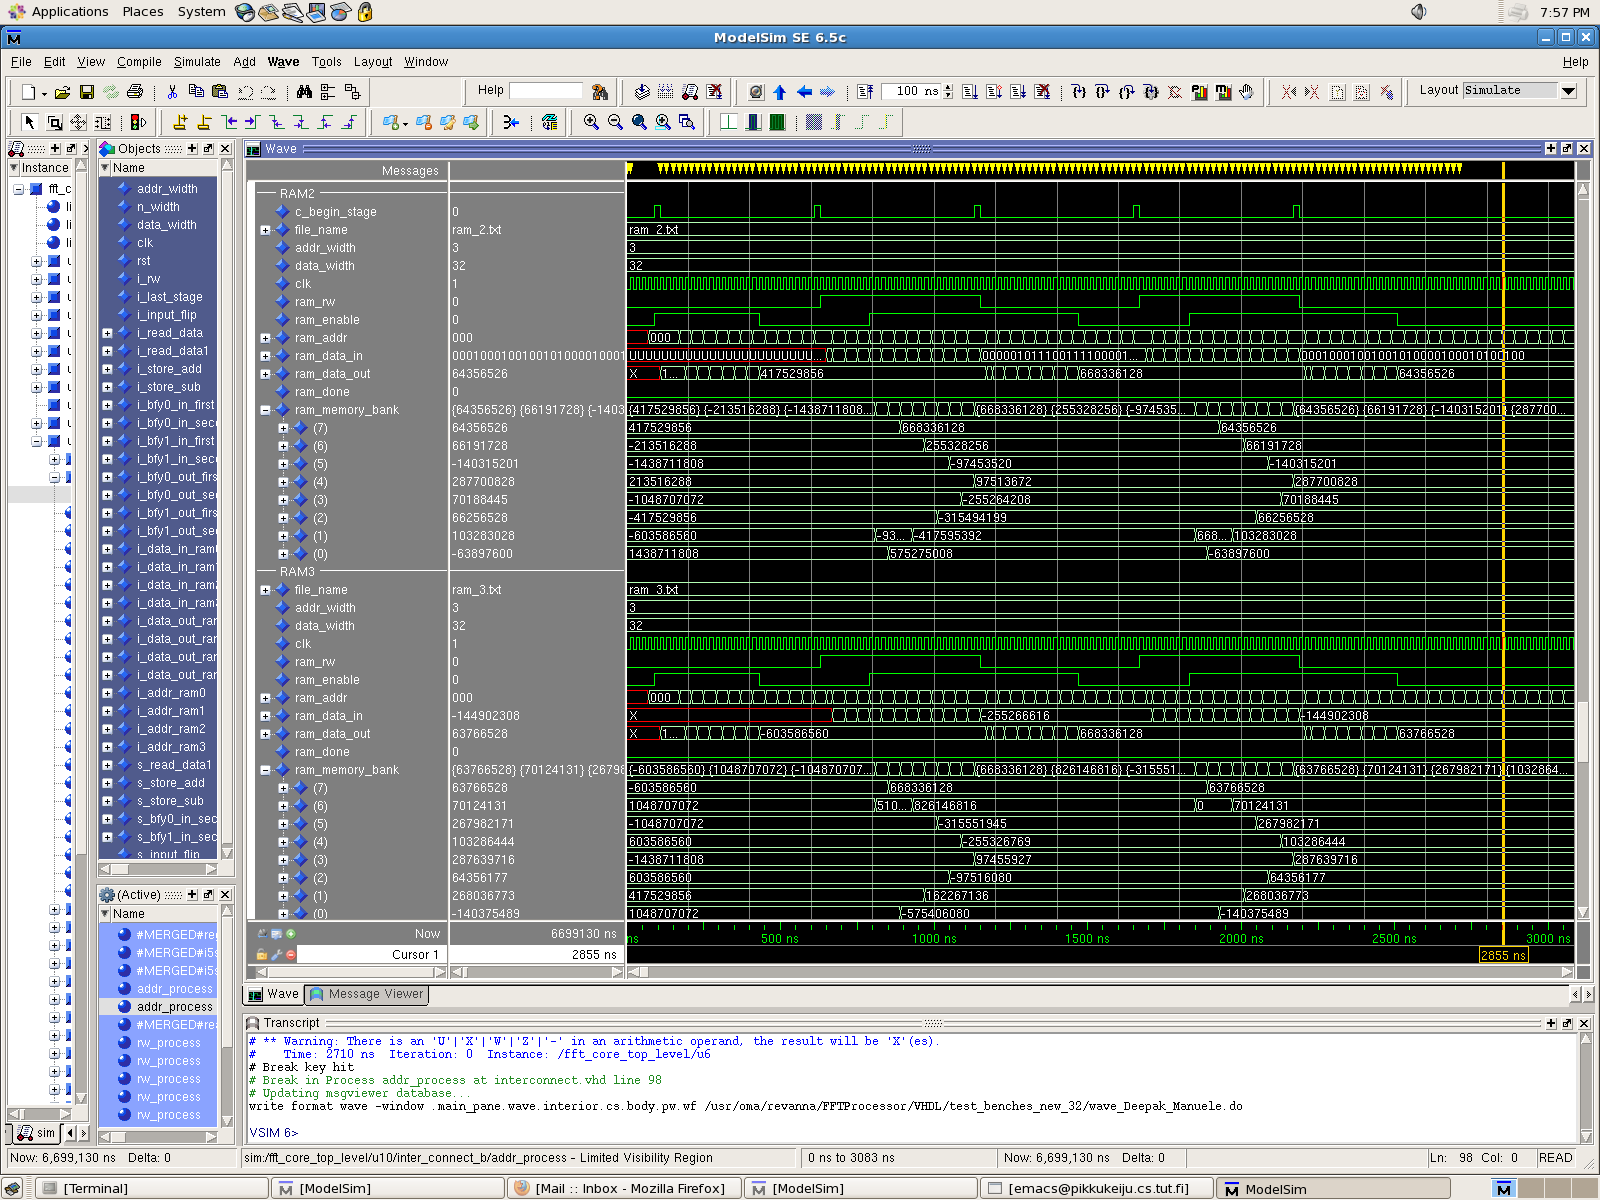 Applications Places System 7:57 PM
ModelSim SE 6.5c
File Edit View Compile Simulate Add Wave Tools Layout Window Help
Help 100 ns Layout Simulate
Objects Wave
Instance Name Messages
fft_c
addr_width
n_width
data_width
clk
rst
i_rw
i_last_stage
i_input_flip
i_read_data
i_read_data1
i_store_add
i_store_sub
i_bfy0_in_first
i_bfy0_in_seco
i_bfy1_in_first
i_bfy1_in_seco
i_bfy0_out_firs
i_bfy0_out_sec
i_bfy1_out_firs
i_bfy1_out_sec
i_data_in_ram0
i_data_in_ram1
i_data_in_ram2
i_data_in_ram3
i_data_out_rar
i_data_out_rar
i_data_out_rar
i_data_out_rar
i_addr_ram0
i_addr_ram1
i_addr_ram2
i_addr_ram3
s_read_data1
s_store_add
s_store_sub
s_bfy0_in_sec
s_bfy1_in_sec
s_input_flip
(Active)
Name
#MERGED#re
#MERGED#i5s
#MERGED#i5s
addr_process
addr_process
#MERGED#re
rw_process
rw_process
rw_process
rw_process
rw_process
sim
RAM2
c_begin_stage 0
file_name ram_2.txt ram_2.txt
addr_width 3 3
data_width 32 32
clk 1
ram_rw 0
ram_enable 0
ram_addr 000 000
ram_data_in 0001000100100101000010001 UUUUUUUUUUUUUUUUUUUUUUUU... 0000010111001111100001... 00010001001001010000100010100100
ram_data_out 64356526 X 1... 417529856 668336128 64356526
ram_done 0
ram_memory_bank {64356526} {66191728} {-1403 {417529856} {-213516288} {-1438711808... {668336128} {255328256} {-974535... {64356526} {66191728} {-140315201} {287700...
(7) 64356526 417529856 668336128 64356526
(6) 66191728 -213516288 255328256 66191728
(5) -140315201 -1438711808 -97453520 -140315201
(4) 287700828 213516288 97513672 287700828
(3) 70188445 -1048707072 -255264208 70188445
(2) 66256528 -417529856 -315494199 66256528
(1) 103283028 -603586560 -93... -417595392 668... 103283028
(0) -63897600 1438711808 575275008 -63897600
RAM3
file_name ram_3.txt ram_3.txt
addr_width 3 3
data_width 32 32
clk 1
ram_rw 0
ram_enable 0
ram_addr 000 000
ram_data_in -144902308 X -255266616 -144902308
ram_data_out 63766528 X 1... -603586560 668336128 63766528
ram_done 0
ram_memory_bank {63766528} {70124131} {2679 {-603586560} {1048707072} {-104870707... {668336128} {826146816} {-315551... {63766528} {70124131} {267982171} {1032864...
(7) 63766528 -603586560 668336128 63766528
(6) 70124131 1048707072 510... 826146816 0 70124131
(5) 267982171 -1048707072 -315551945 267982171
(4) 103286444 603586560 -255326769 103286444
(3) 287639716 -1438711808 97455927 287639716
(2) 64356177 603586560 -97516080 64356177
(1) 268036773 417529856 162267136 268036773
(0) -140375489 1048707072 -575406080 -140375489
Now 6699130 ns ns 500 ns 1000 ns 1500 ns 2000 ns 2500 ns 3000 ns
Cursor 1 2855 ns 2855 ns
Wave Message Viewer
Transcript
# ** Warning: There is an 'U'|'X'|'W'|'Z'|'-' in an arithmetic operand, the result will be 'X'(es).
# Time: 2710 ns Iteration: 0 Instance: /fft_core_top_level/u6
# Break key hit
# Break in Process addr_process at interconnect.vhd line 98
# Updating msgviewer database...
write format wave -window .main_pane.wave.interior.cs.body.pw.wf /usr/oma/revanna/FFTProcessor/VHDL/test_benches_new_32/wave_Deepak_Manuele.do
VSIM 6>
Now: 6,699,130 ns Delta: 0 sim:/fft_core_top_level/u10/inter_connect_b/addr_process - Limited Visibility Region 0 ns to 3083 ns Now: 6,699,130 ns Delta: 0 Ln: 98 Col: 0 READ
[Terminal] [ModelSim] [Mail :: Inbox - Mozilla Firefox] [ModelSim] [emacs@pikkukeiju.cs.tut.fi] ModelSim